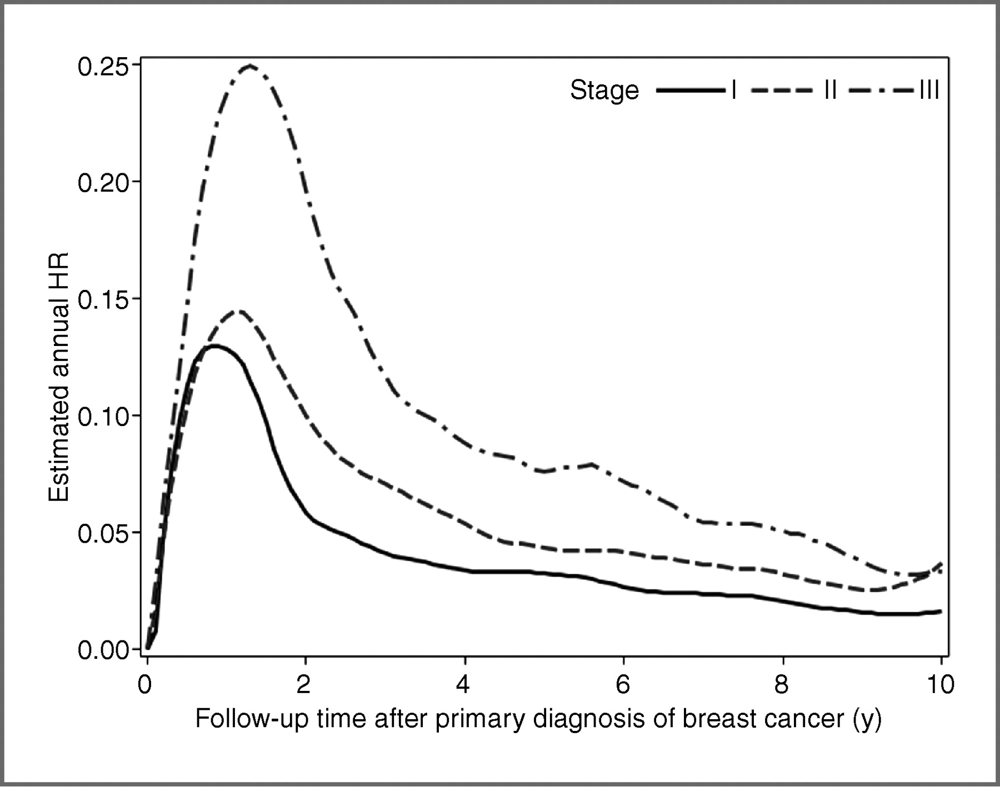 0.25
Stage I II III
0.20
0.15
0.10
0.05
0.00
Estimated annual HR
0 2 4 6 8 10
Follow-up time after primary diagnosis of breast cancer (y)